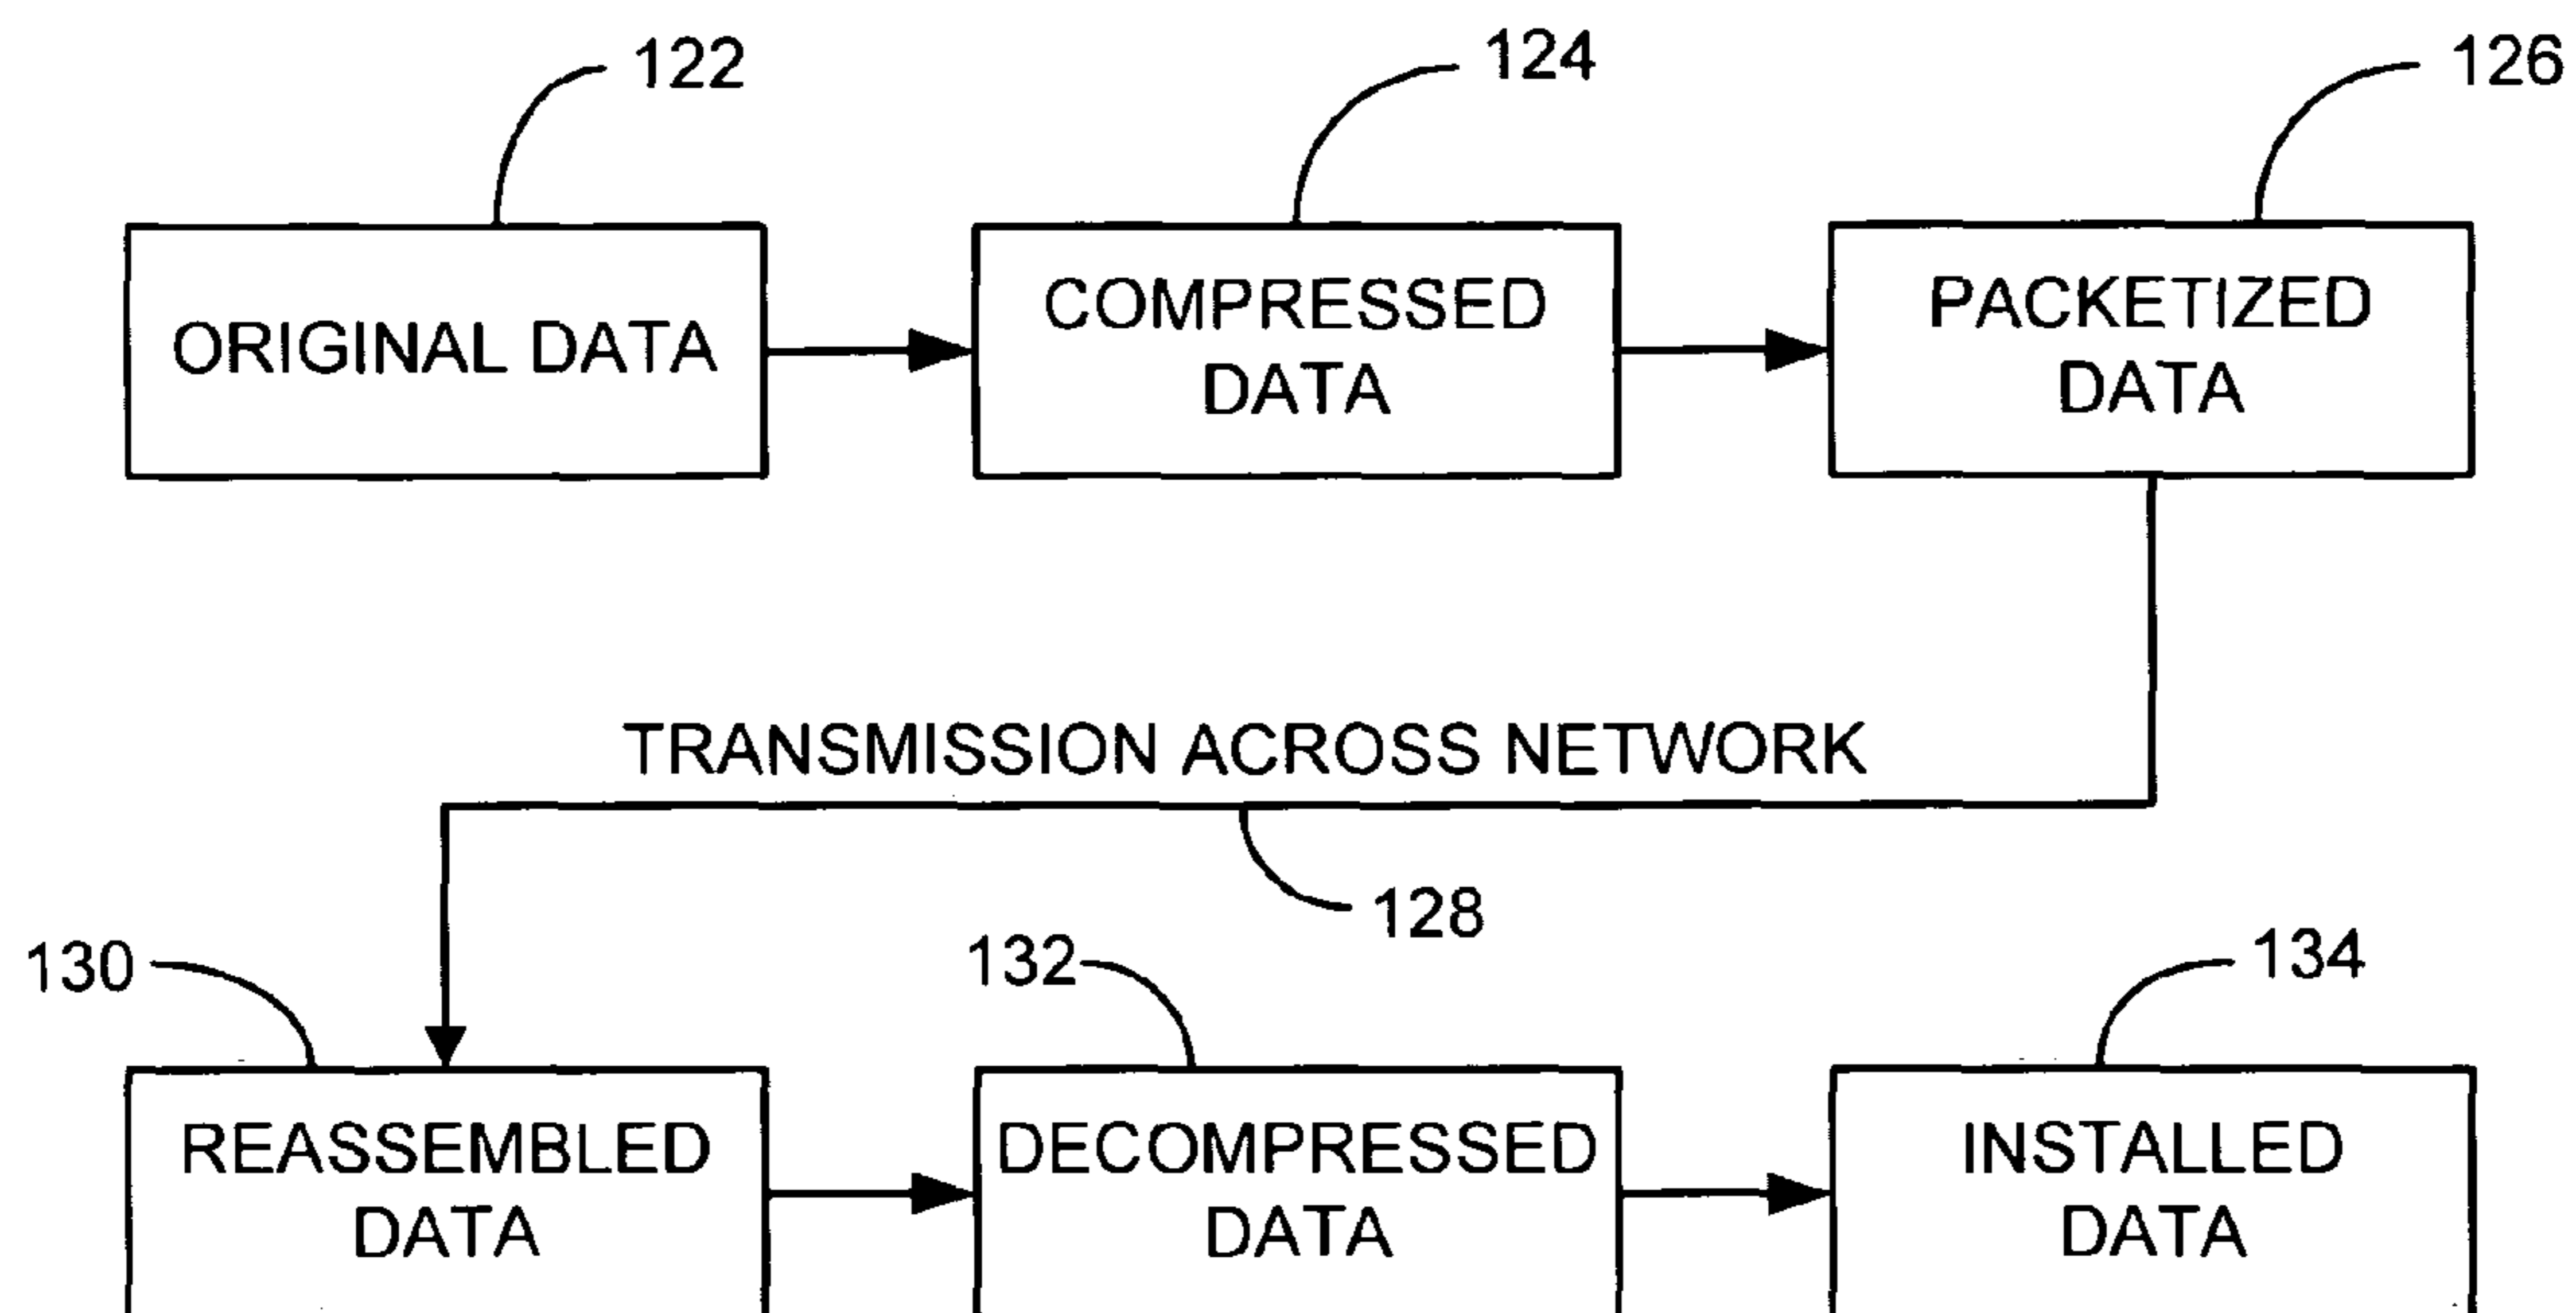 122
124
126
ORIGINAL DATA
COMPRESSED
DATA
PACKETIZED
DATA
TRANSMISSION ACROSS NETWORK
128
130
132
134
REASSEMBLED
DATA
DECOMPRESSED
DATA
INSTALLED
DATA